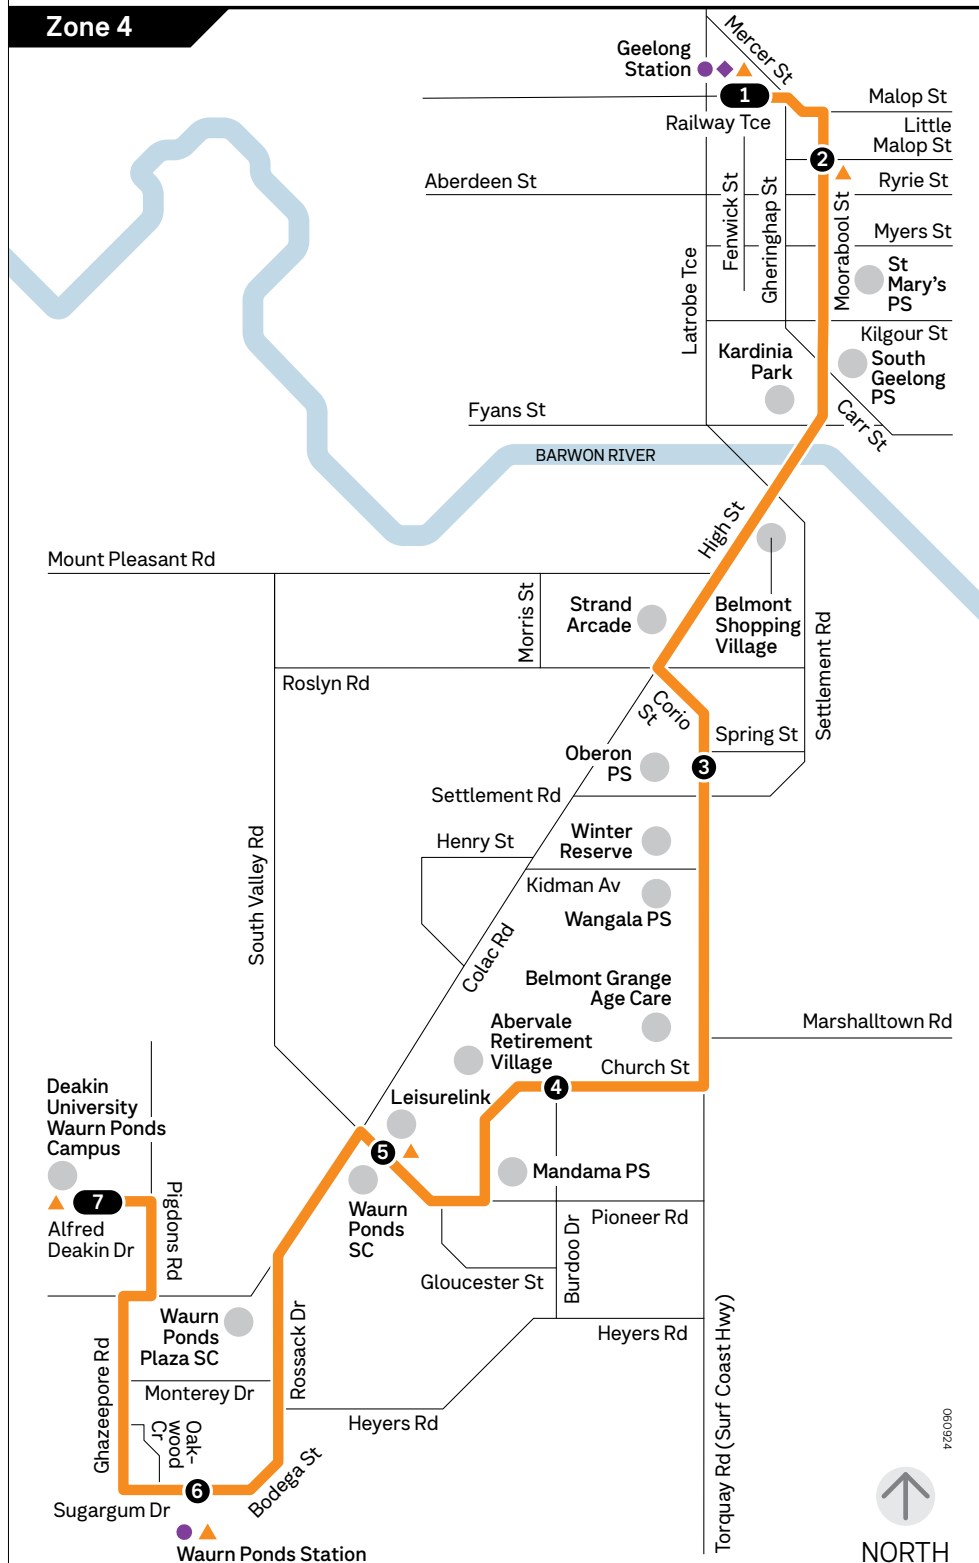 Zone 4
Mercer St
Geelong
Station
1
Railway Tce
Malop St
Little
Malop St
2
Aberdeen St
Ryrie St
Fenwick St
Gheringhap St
Moorabool St
Myers St
Latrobe Tce
St
Mary's
PS
Kilgour St
Kardinia
Park
South
Geelong
PS
Fyans St
Carr St
BARWON RIVER
High St
Mount Pleasant Rd
Morris St
Strand
Arcade
Belmont
Shopping
Village
Settlement Rd
Roslyn Rd
Corio
St
Spring St
Oberon
PS
3
Settlement Rd
South Valley Rd
Henry St
Winter
Reserve
Kidman Av
Wangala PS
Colac Rd
Belmont Grange
Age Care
Marshalltown Rd
Abervale
Retirement
Village
Church St
4
Deakin
University
Waurn Ponds
Campus
Leisurelink
5
Mandama PS
7
Alfred
Deakin Dr
Pigdons Rd
Waurn
Ponds
SC
Pioneer Rd
Burdoo Dr
Gloucester St
Waurn
Ponds
Plaza SC
Rossack Dr
Heyers Rd
Ghazeepore Rd
Monterey Dr
Torquay Rd (Surf Coast Hwy)
Heyers Rd
Oak-
wood
Cr
060924
6
Bodega St
Sugargum Dr
Waurn Ponds Station
NORTH